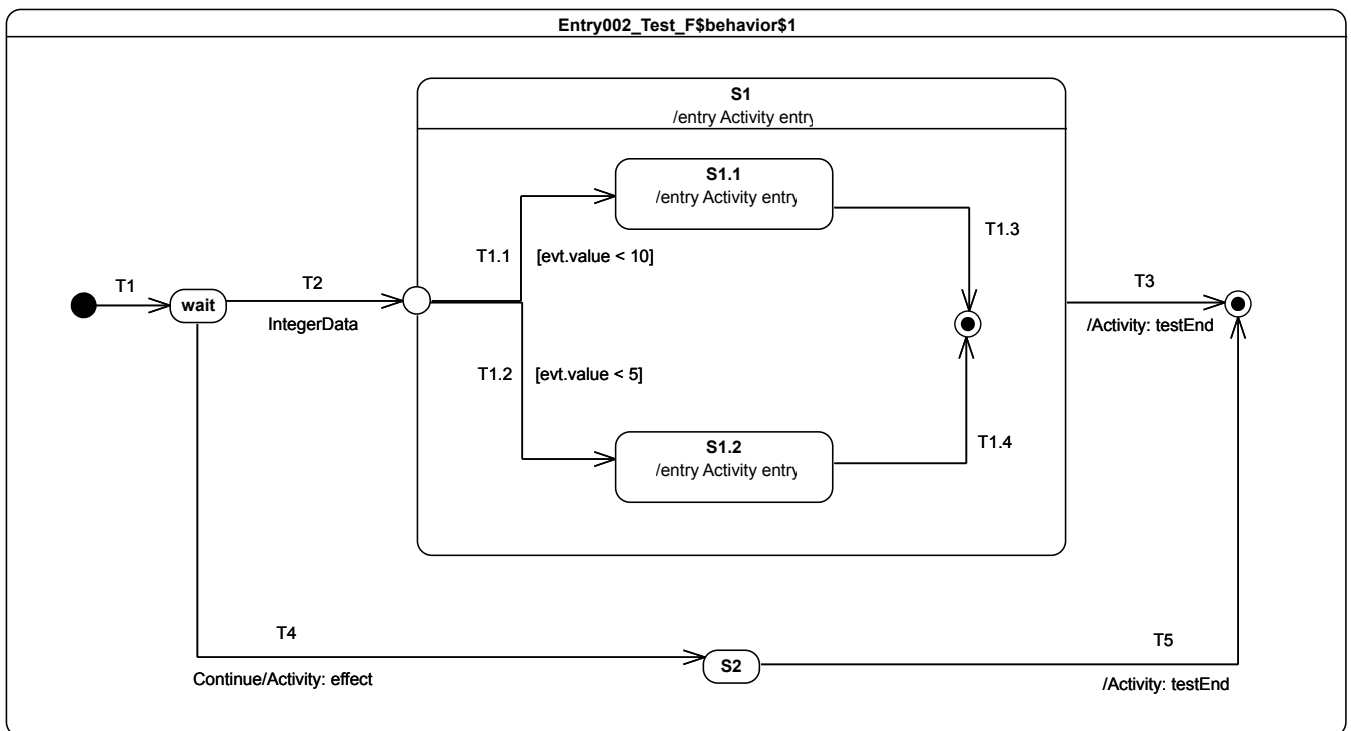 Entry002_Test_F$behavior$1
S1
/entry Activity entry
S1.1
/entry Activity entry
T1.3
T1.1 [evt.value < 10]
T1
T2
T3
wait
IntegerData
/Activity: testEnd
T1.2 [evt.value < 5]
S1.2
/entry Activity entry
T1.4
T4
T5
S2
Continue/Activity: effect
/Activity: testEnd